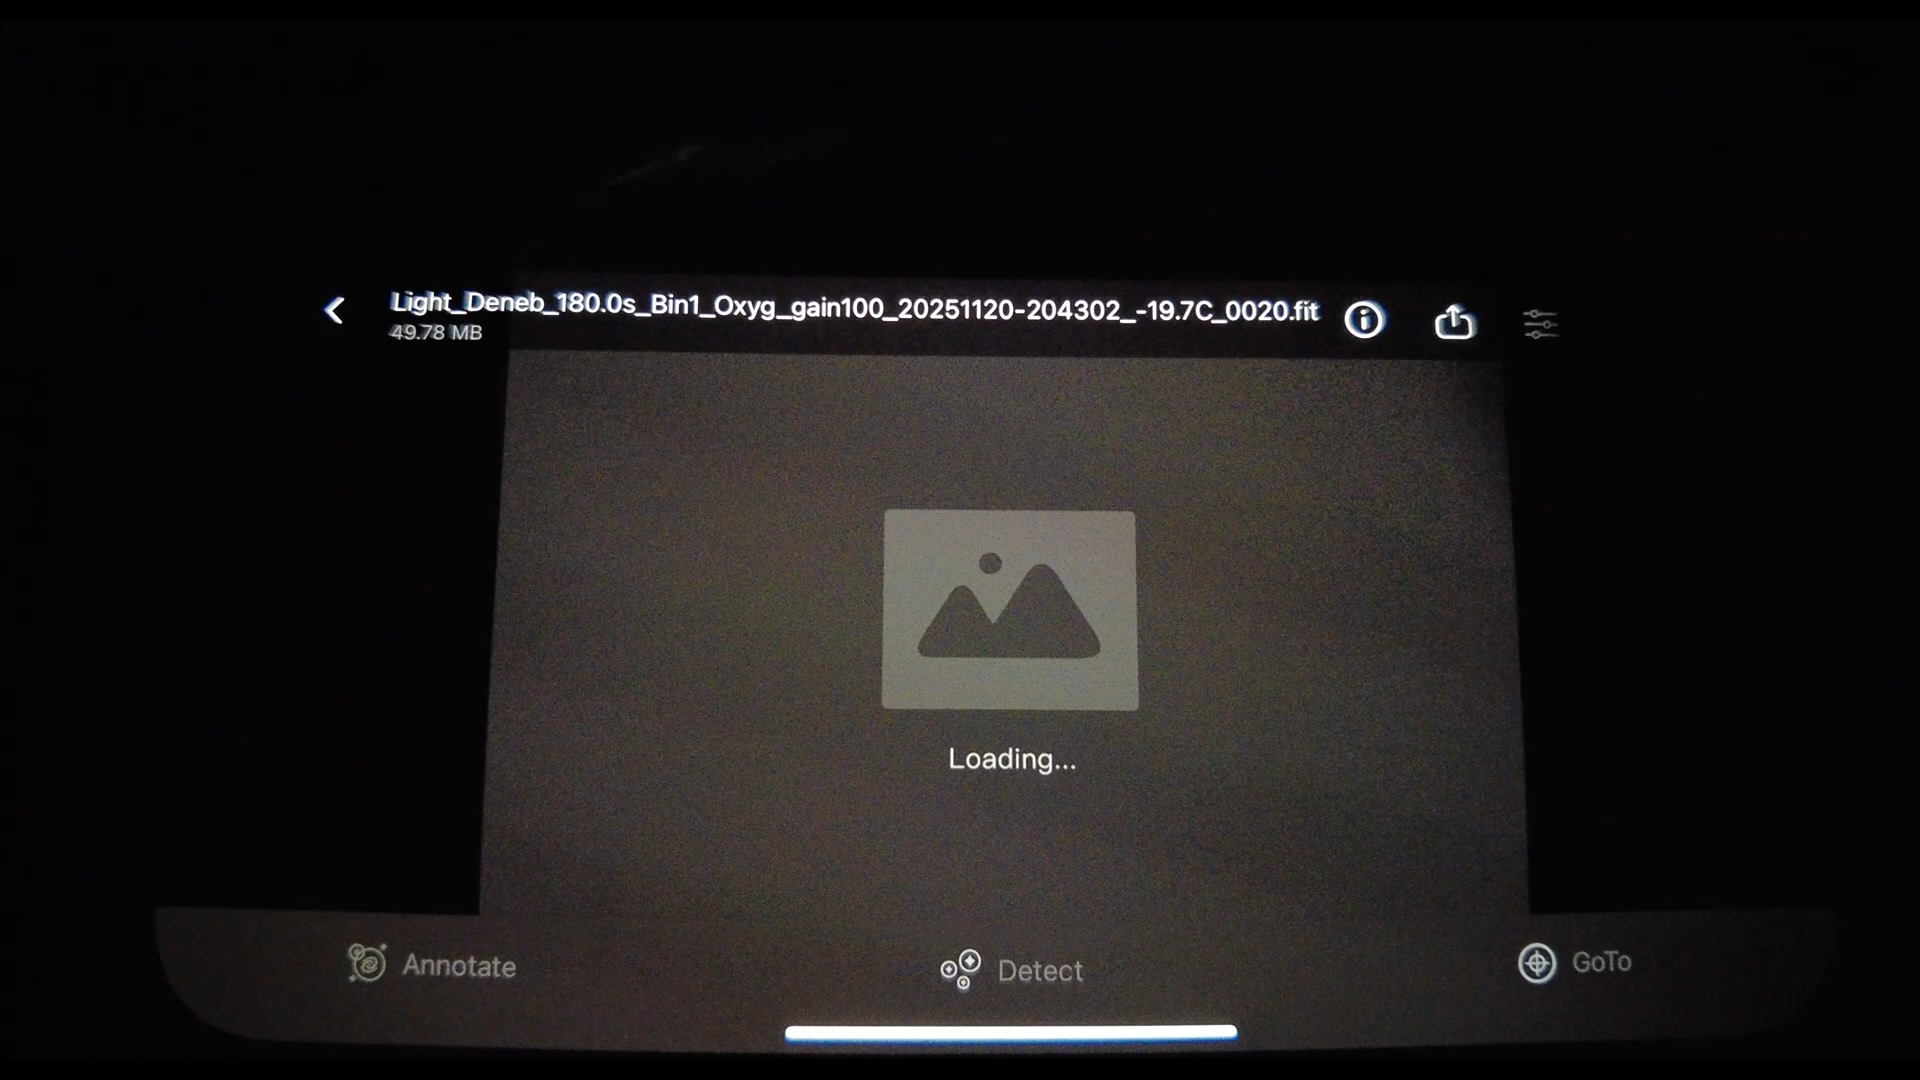 Light_Deneb_180.0s_Bin1_Oxyg_gain100_20251120-204302_-19.7C_0020.fit
49.78 MB
Loading...
Annotate
Detect
GoTo